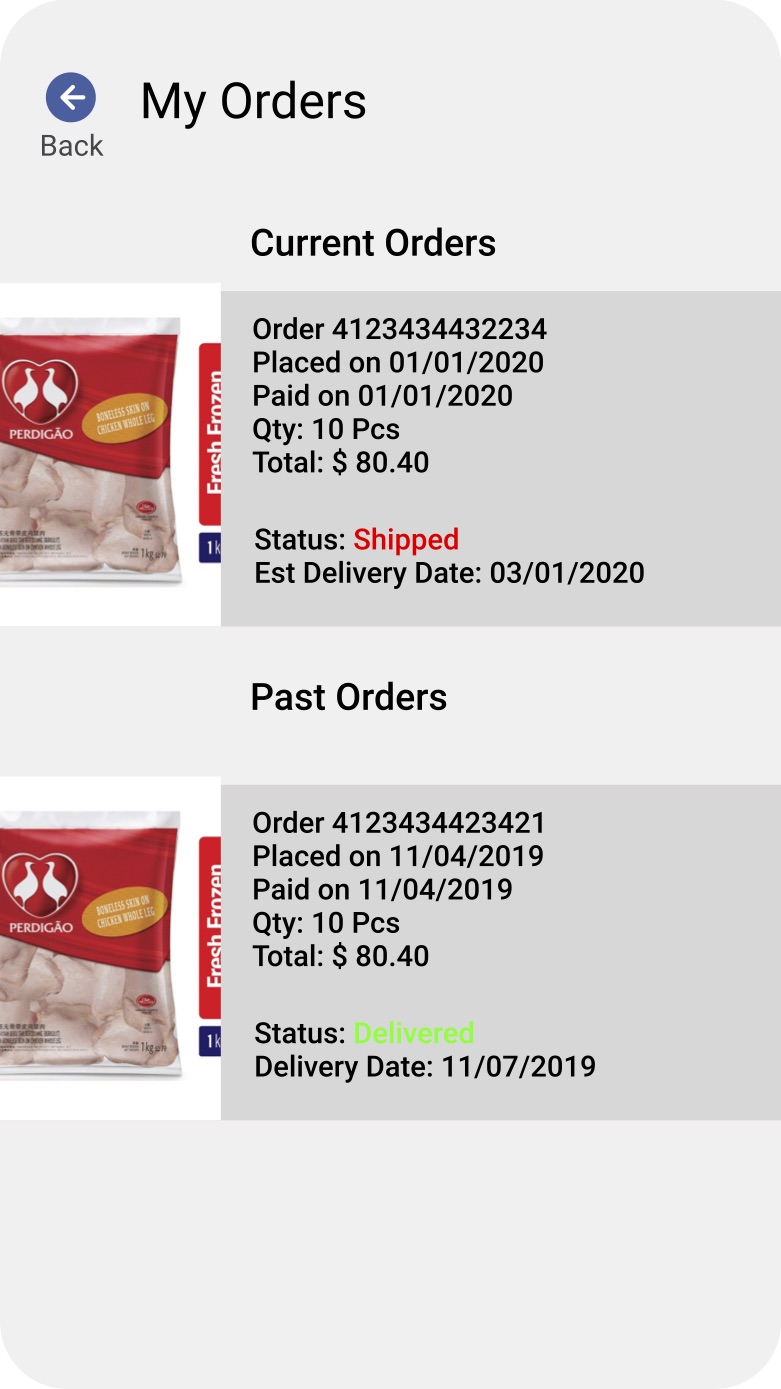 My Orders
Back
Current Orders
PERDIGÃO
BONELESS SKIN ON
CHICKEN WHOLE LEG
1kg
Fresh Frozen
1k
Order 4123434432234
Placed on 01/01/2020
Paid on 01/01/2020
Qty: 10 Pcs
Total: $ 80.40
Status: Shipped
Est Delivery Date: 03/01/2020
Past Orders
PERDIGÃO
BONELESS SKIN ON
CHICKEN WHOLE LEG
1kg
Fresh Frozen
1k
Order 4123434423421
Placed on 11/04/2019
Paid on 11/04/2019
Qty: 10 Pcs
Total: $ 80.40
Status: Delivered
Delivery Date: 11/07/2019